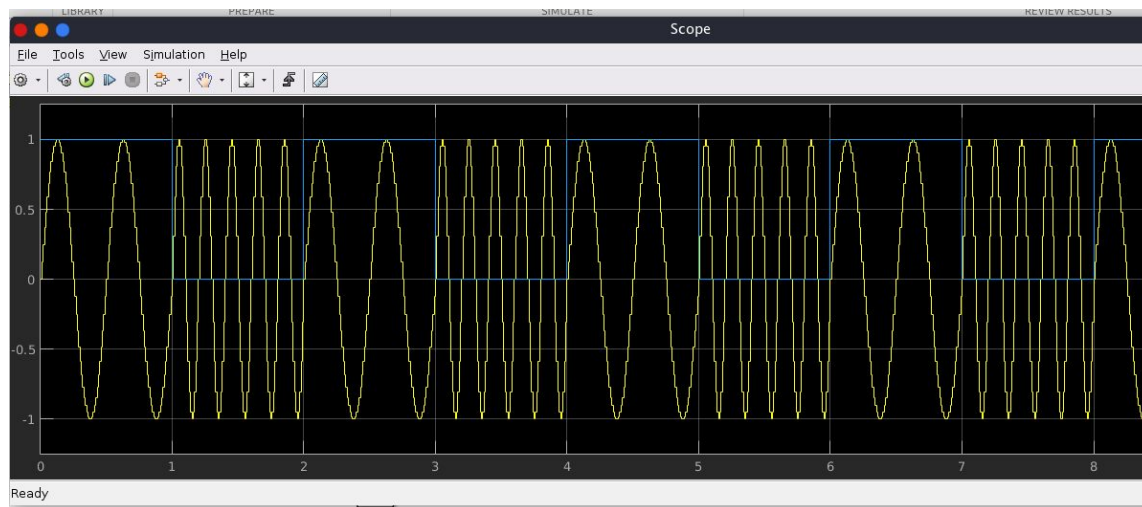 LIBRARY PREPARE SIMULATE REVIEW RESULTS
Scope
File Tools View Simulation Help
1
0.5
0
-0.5
-1
0 1 2 3 4 5 6 7 8
Ready